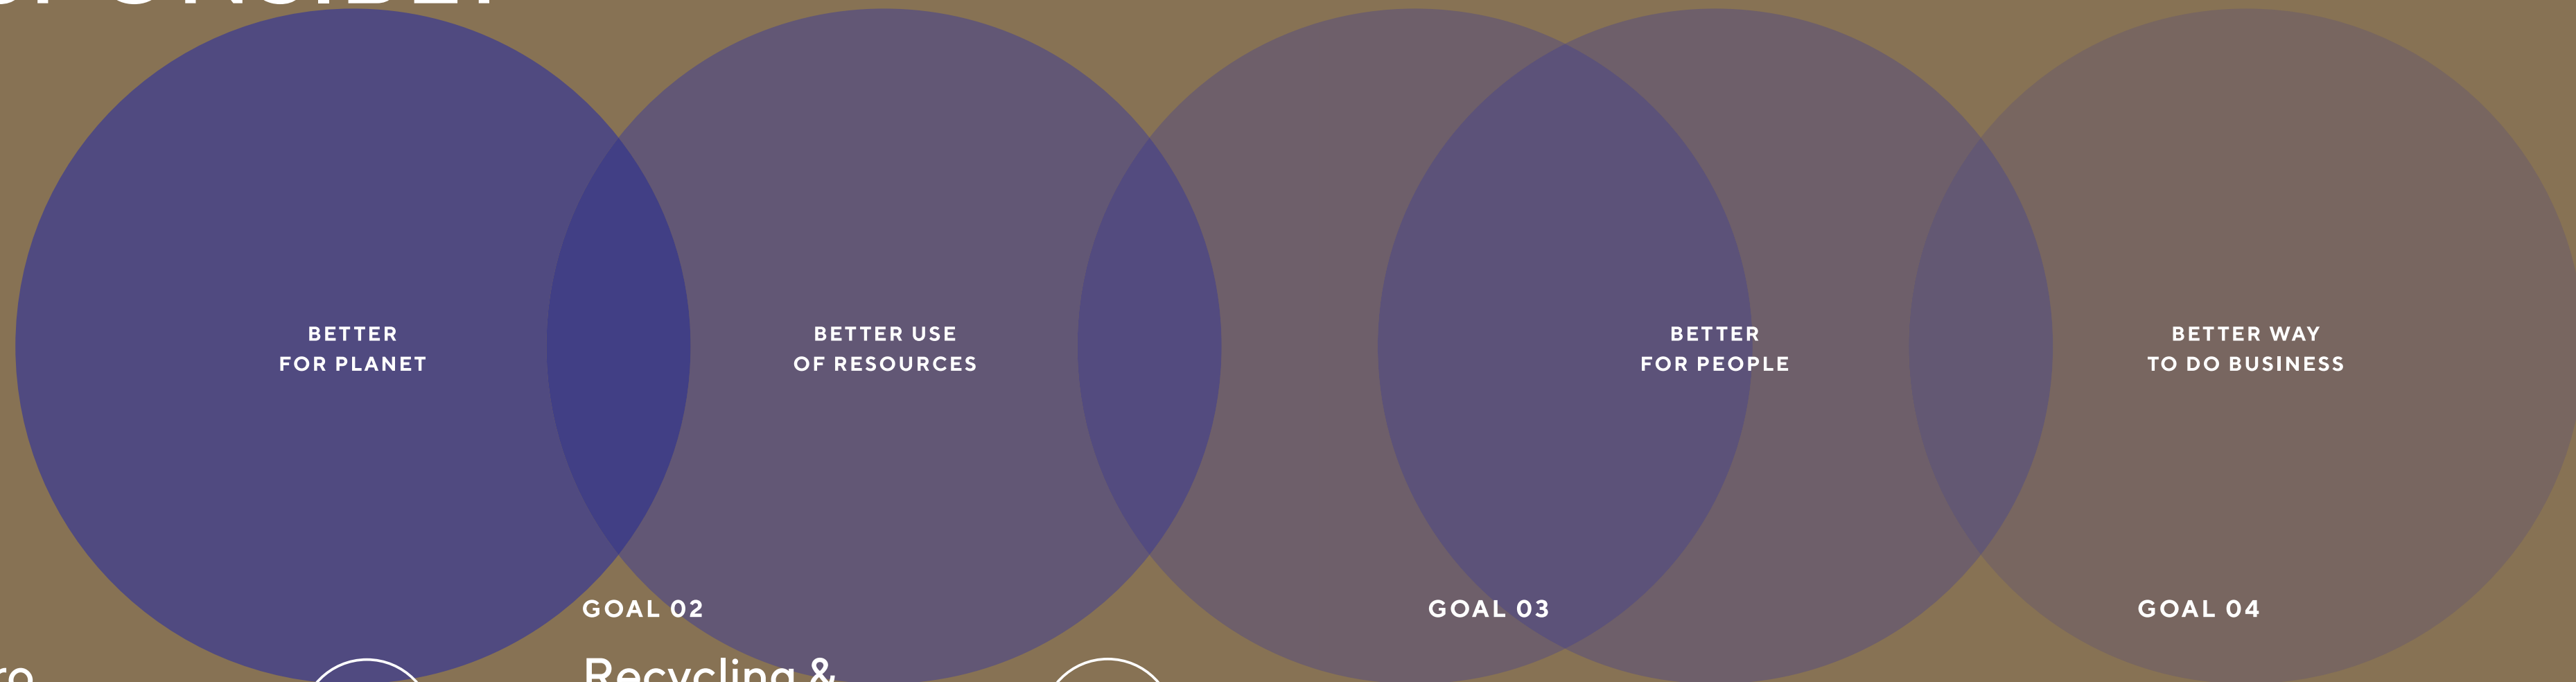 BETTER
FOR PLANET
BETTER USE
OF RESOURCES
BETTER
FOR PEOPLE
BETTER WAY
TO DO BUSINESS
GOAL 02
GOAL 03
GOAL 04
Recycling &